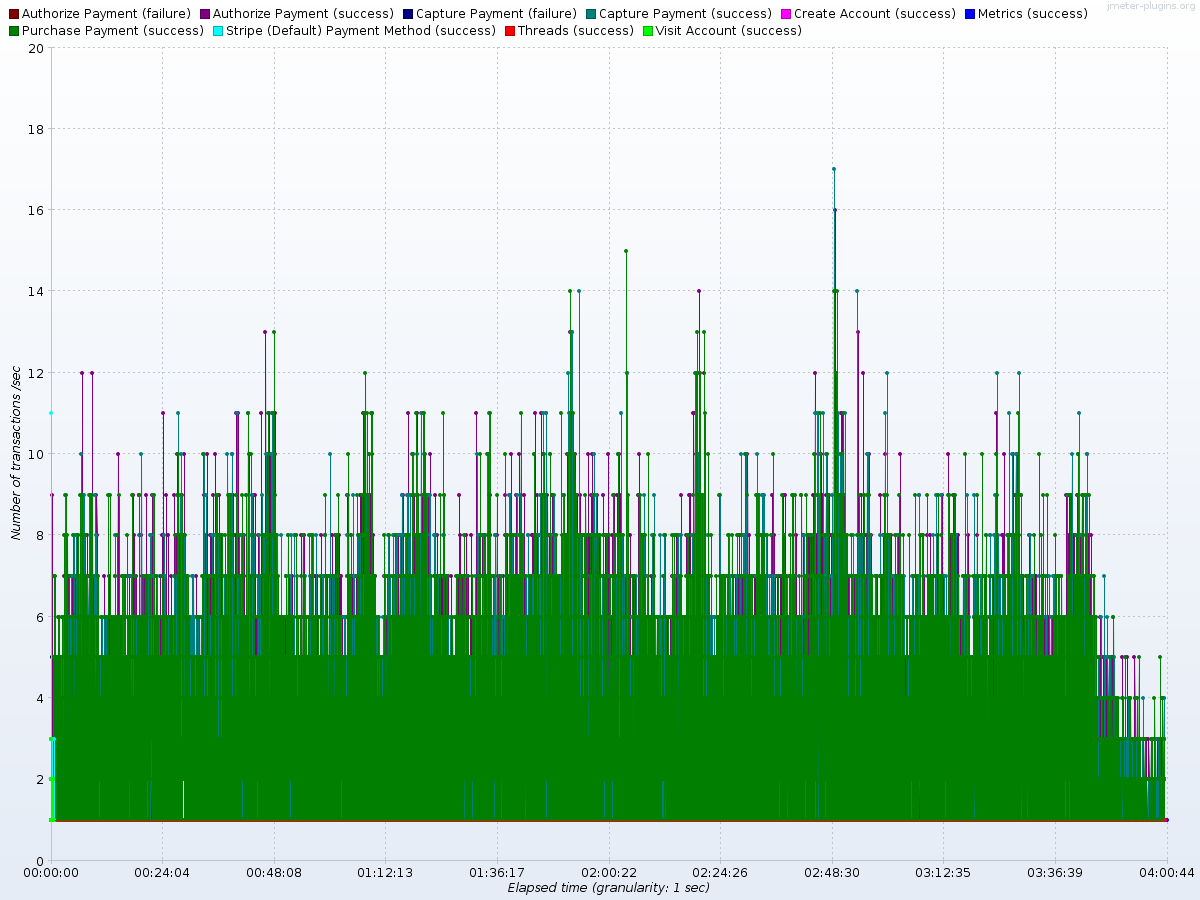 jmeter-plugins.org
Authorize Payment (failure) Authorize Payment (success) Capture Payment (failure) Capture Payment (success) Create Account (success) Metrics (success)
Purchase Payment (success) Stripe (Default) Payment Method (success) Threads (success) Visit Account (success)
20
18
16
14
12
10
8
6
4
2
0
Number of transactions /sec
00:00:00 00:24:04 00:48:08 01:12:13 01:36:17 02:00:22 02:24:26 02:48:30 03:12:35 03:36:39 04:00:44
Elapsed time (granularity: 1 sec)